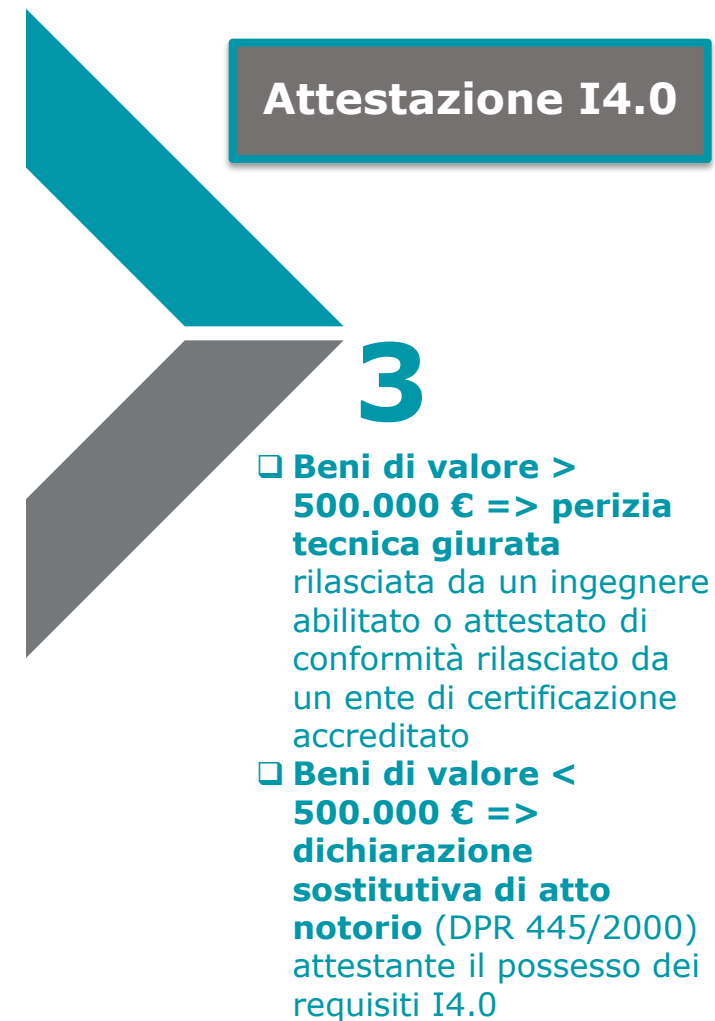 Attestazione I4.0
3
❑ Beni di valore >
500.000 € => perizia
tecnica giurata
rilasciata da un ingegnere
abilitato o attestato di
conformità rilasciato da
un ente di certificazione
accreditato
❑ Beni di valore <
500.000 € =>
dichiarazione
sostitutiva di atto
notorio (DPR 445/2000)
attestante il possesso dei
requisiti I4.0